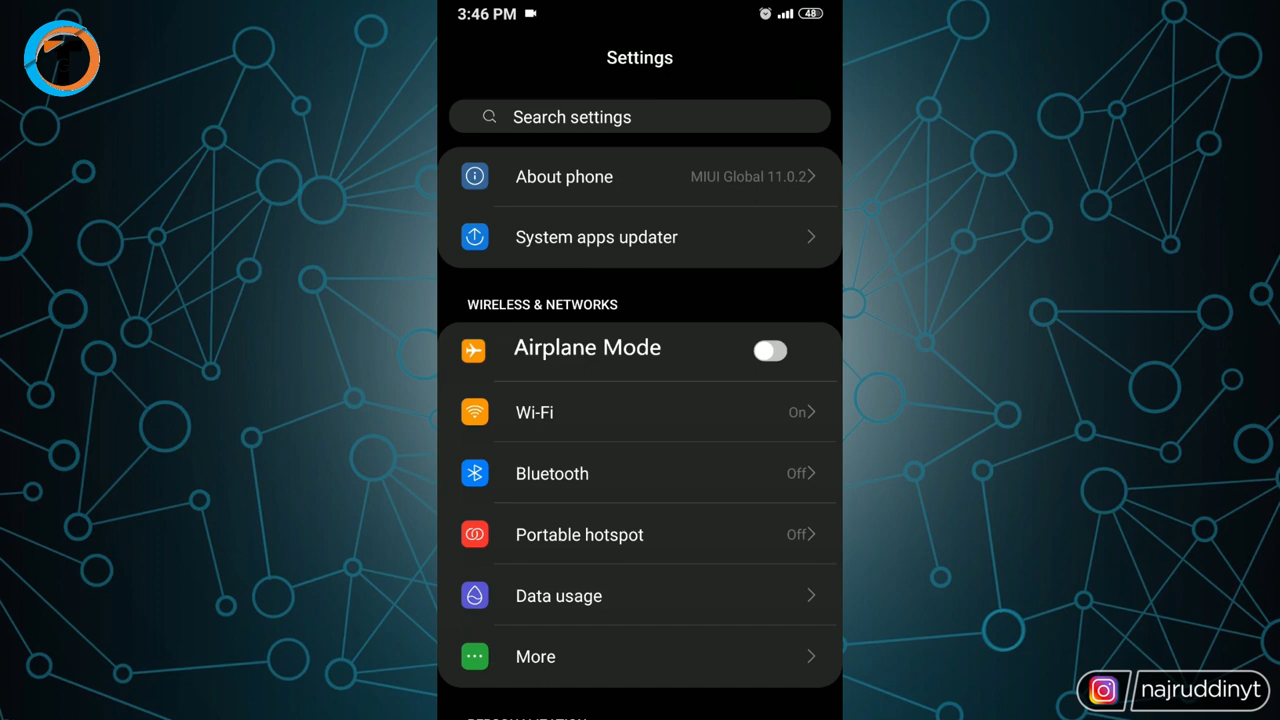 3:46 PM
48
Settings
Search settings
About phone MIUI Global 11.0.2
System apps updater
WIRELESS & NETWORKS
Airplane Mode
Wi-Fi On
Bluetooth Off
Portable hotspot Off
Data usage
More
PERSONALIZATION
najruddinyt